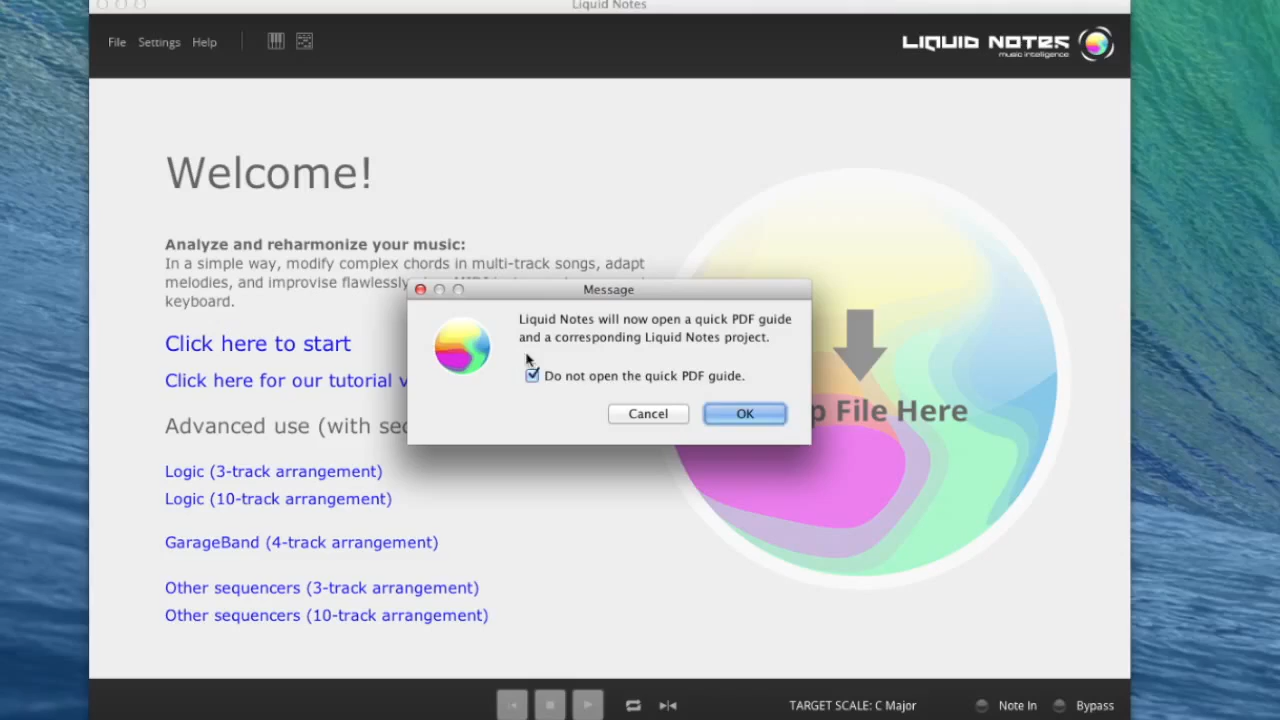 Liquid Notes
File Settings Help
LIQUID NOTES
music intelligence
Welcome!
Analyze and reharmonize your music:
In a simple way, modify complex chords in multi-track songs, adapt
melodies, and improvise flawlessly
keyboard.
Click here to start
Click here for our tutorial v
Advanced use (with sec
Logic (3-track arrangement)
Logic (10-track arrangement)
GarageBand (4-track arrangement)
Other sequencers (3-track arrangement)
Other sequencers (10-track arrangement)
Message
Liquid Notes will now open a quick PDF guide
and a corresponding Liquid Notes project.
Do not open the quick PDF guide.
Cancel OK
p File Here
TARGET SCALE: C Major Note In Bypass